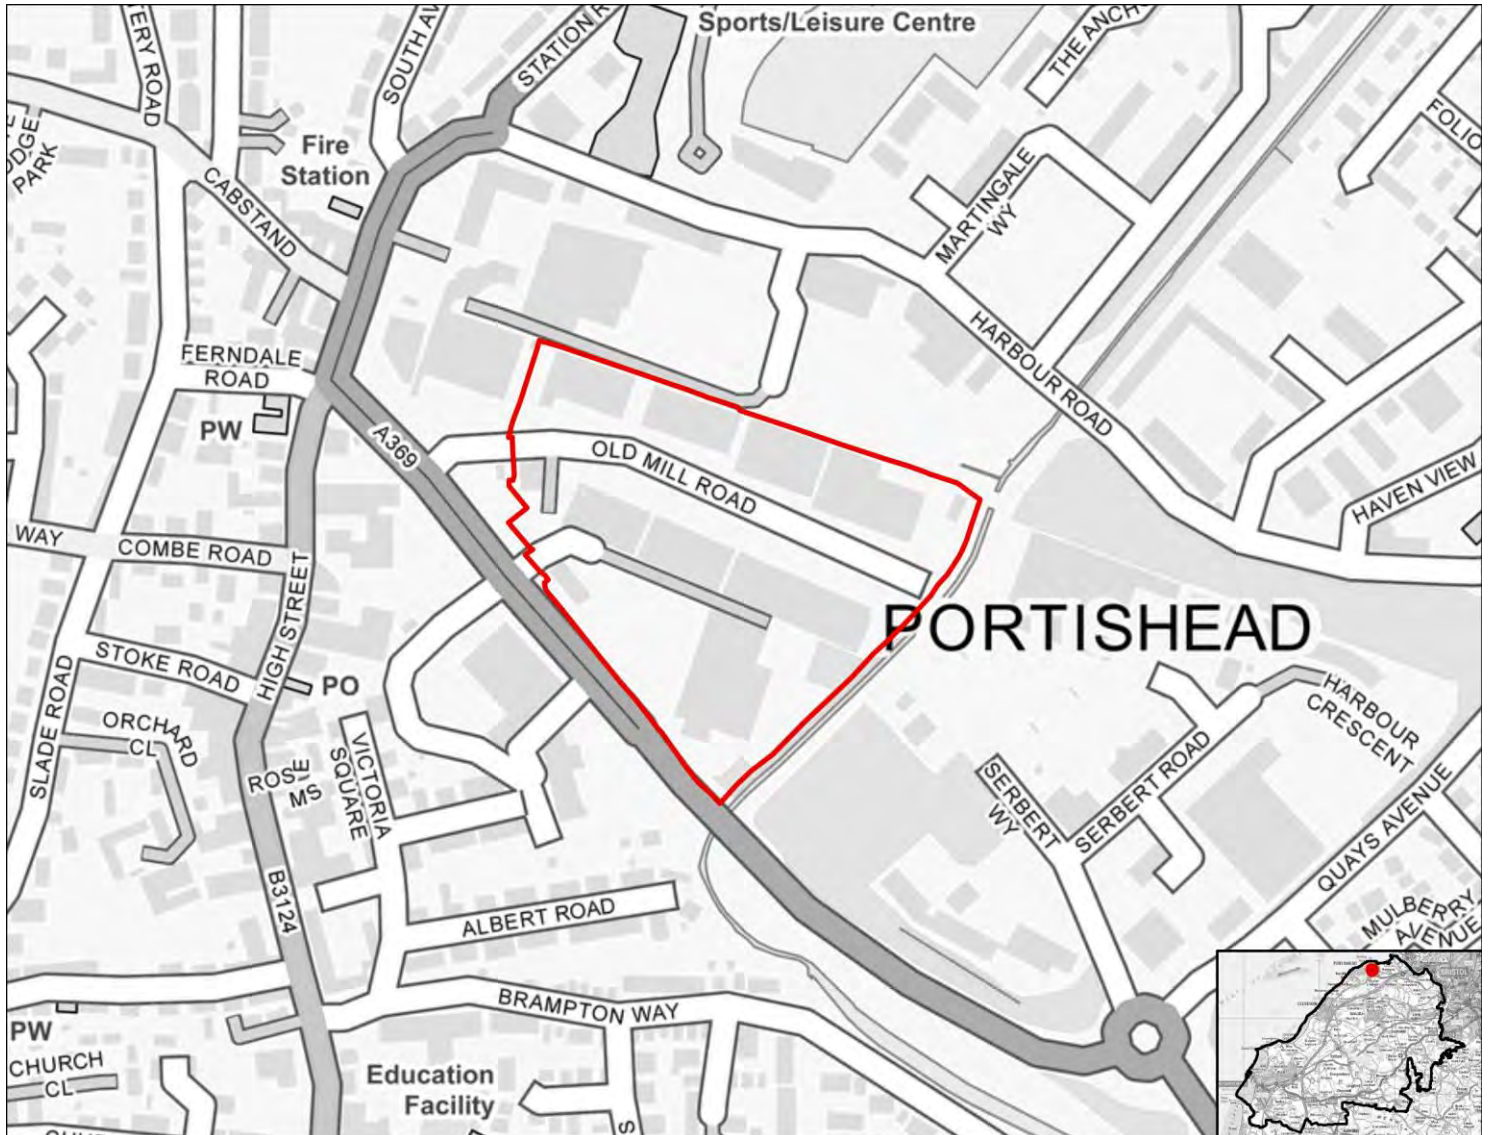 Sports/Leisure Centre
STATION R
SOUTH AV
TERY ROAD
THE ANCH
FOLIO
ODGE
PARK
Fire
Station
CABSTAND
MARTINGALE
WY
HARBOUR ROAD
FERNDALE
ROAD
PW
A369
OLD MILL ROAD
HAVEN VIEW
WAY
COMBE ROAD
HIGH STREET
PORTISHEAD
STOKE ROAD
PO
SLADE ROAD
ORCHARD
CL
ROSE
MS
VICTORIA
SQUARE
HARBOUR
CRESCENT
SERBERT
WY
SERBERT ROAD
QUAYS AVENUE
B3124
ALBERT ROAD
MULBERRY
AVENUE
BRAMPTON WAY
PW
CHURCH
CL
Education
Facility
S
BRISTOL